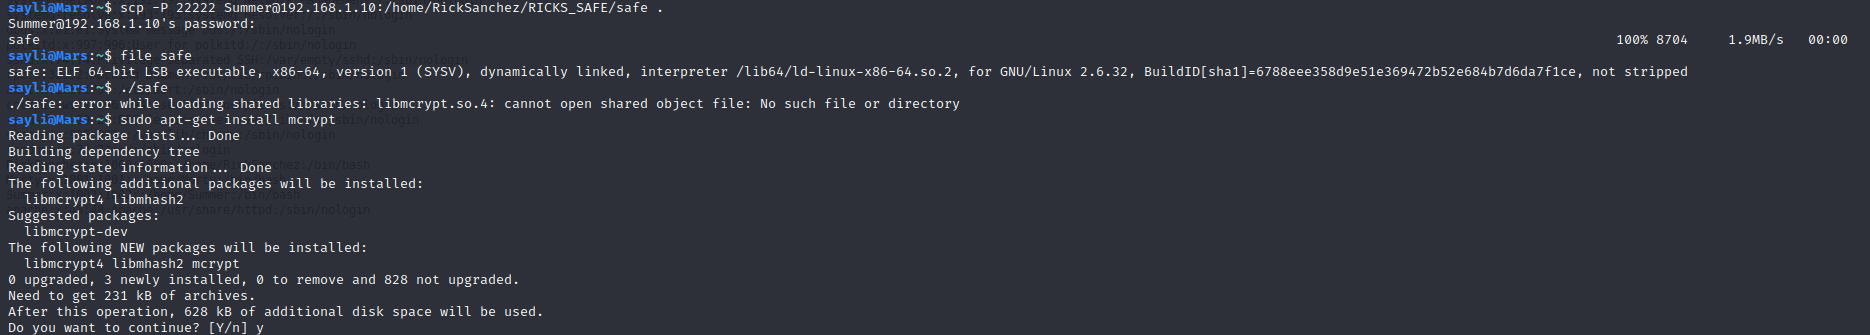 sayli@Mars:~$ scp -P 22222 Summer@192.168.1.10:/home/RickSanchez/RICKS_SAFE/safe .
Summer@192.168.1.10's password:
safe 100% 8704 1.9MB/s 00:00
sayli@Mars:~$ file safe
safe: ELF 64-bit LSB executable, x86-64, version 1 (SYSV), dynamically linked, interpreter /lib64/ld-linux-x86-64.so.2, for GNU/Linux 2.6.32, BuildID[sha1]=6788eee358d9e51e369472b52e684b7d6da7f1ce, not stripped
sayli@Mars:~$ ./safe
./safe: error while loading shared libraries: libmcrypt.so.4: cannot open shared object file: No such file or directory
sayli@Mars:~$ sudo apt-get install mcrypt
Reading package lists... Done
Building dependency tree
Reading state information... Done
The following additional packages will be installed:
  libmcrypt4 libmhash2
Suggested packages:
  libmcrypt-dev
The following NEW packages will be installed:
  libmcrypt4 libmhash2 mcrypt
0 upgraded, 3 newly installed, 0 to remove and 828 not upgraded.
Need to get 231 kB of archives.
After this operation, 628 kB of additional disk space will be used.
Do you want to continue? [Y/n] y